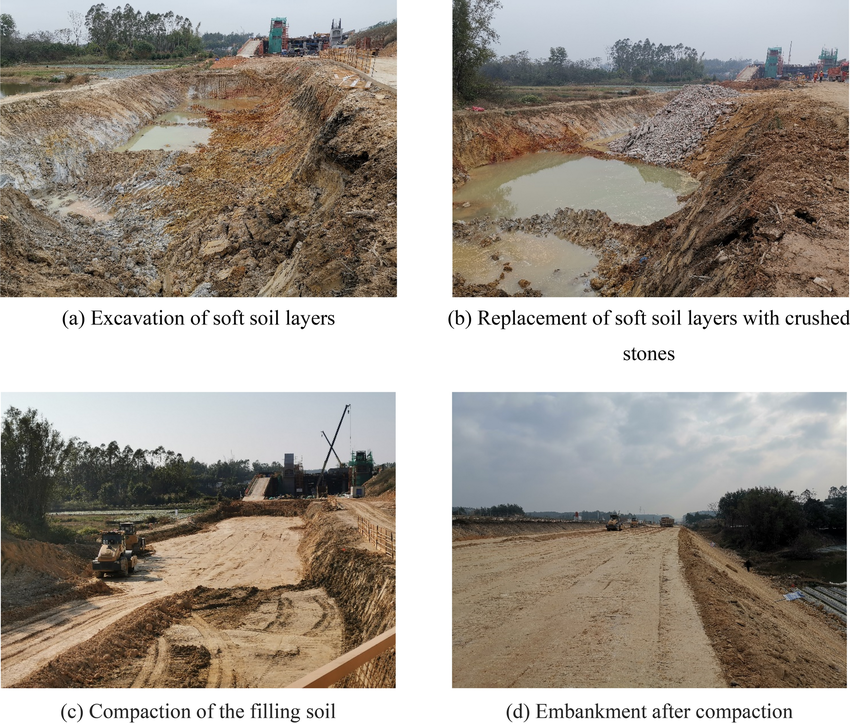 (a) Excavation of soft soil layers
(b) Replacement of soft soil layers with crushed
stones
(c) Compaction of the filling soil
(d) Embankment after compaction